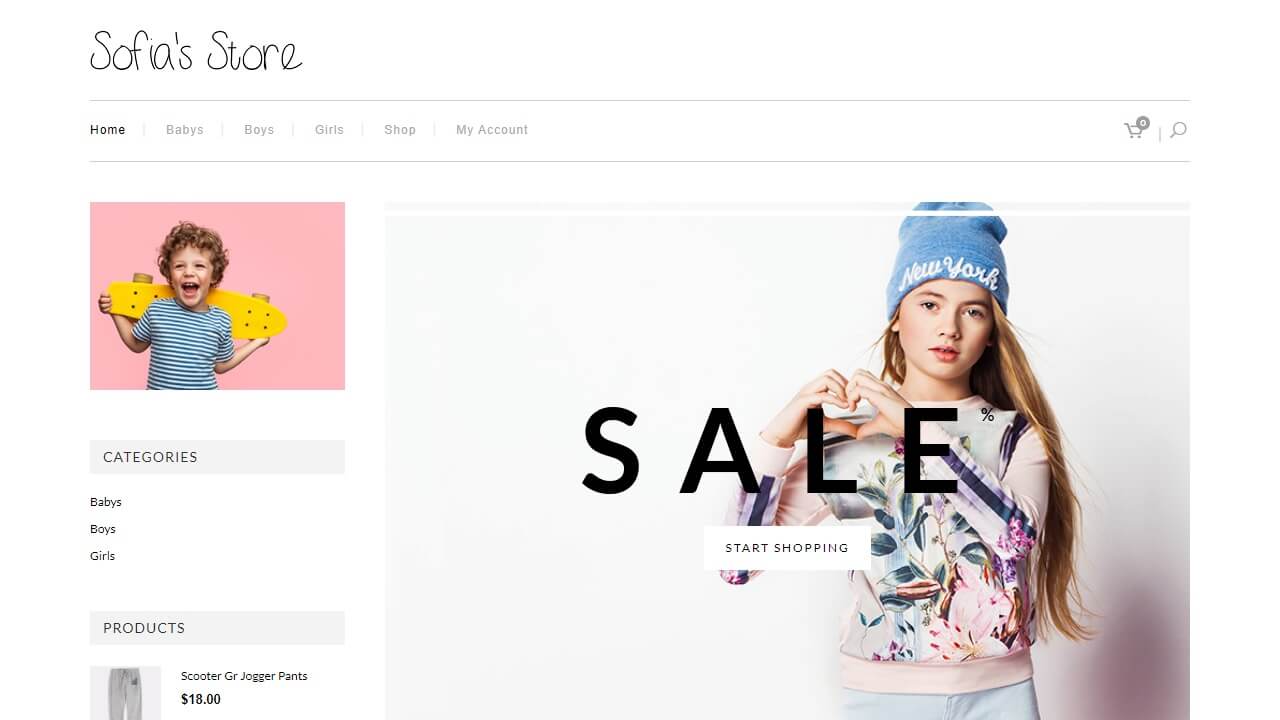 Sofia's Store
Home
Babys
Boys
Girls
Shop
My Account
0
New York
SALE%
START SHOPPING
CATEGORIES
Babys
Boys
Girls
PRODUCTS
Scooter Gr Jogger Pants
$18.00